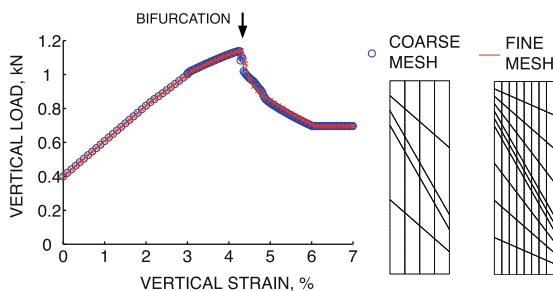 BIFURCATION
1.2
1
0.8
0.6
0.4
0.2
0
0 1 2 3 4 5 6 7
VERTICAL LOAD, kN
VERTICAL STRAIN, %
COARSE
MESH
FINE
MESH